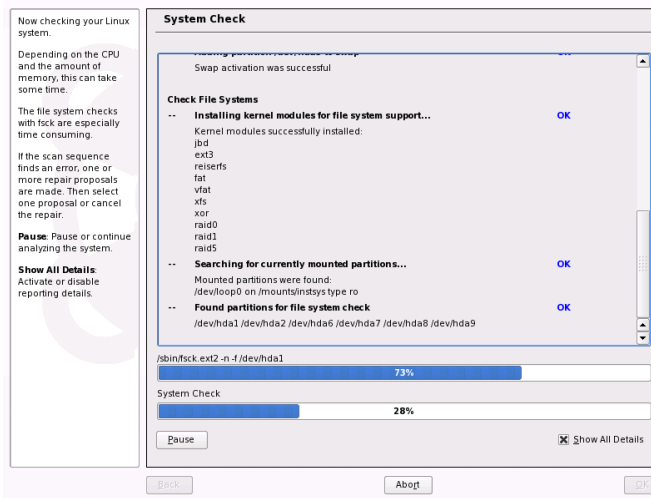 Now checking your Linux
system.
Depending on the CPU
and the amount of
memory, this can take
some time.
The file system checks
with fsck are especially
time consuming.
If the scan sequence
finds an error, one or
more repair proposals
are made. Then select
one proposal or cancel
the repair.
Pause: Pause or continue
analyzing the system.
Show All Details:
Activate or disable
reporting details.
System Check
Swap activation was successful
Check File Systems
-- Installing kernel modules for file system support... OK
Kernel modules successfully installed:
jbd
ext3
reiserfs
fat
vfat
xfs
xor
raid0
raid1
raid5
-- Searching for currently mounted partitions... OK
Mounted partitions were found:
/dev/loop0 on /mounts/instsys type ro
-- Found partitions for file system check OK
/dev/hda1 /dev/hda2 /dev/hda6 /dev/hda7 /dev/hda8 /dev/hda9
/sbin/fsck.ext2 -n -f /dev/hda1
73%
System Check
28%
Pause
Show All Details
Back
Abort
OK